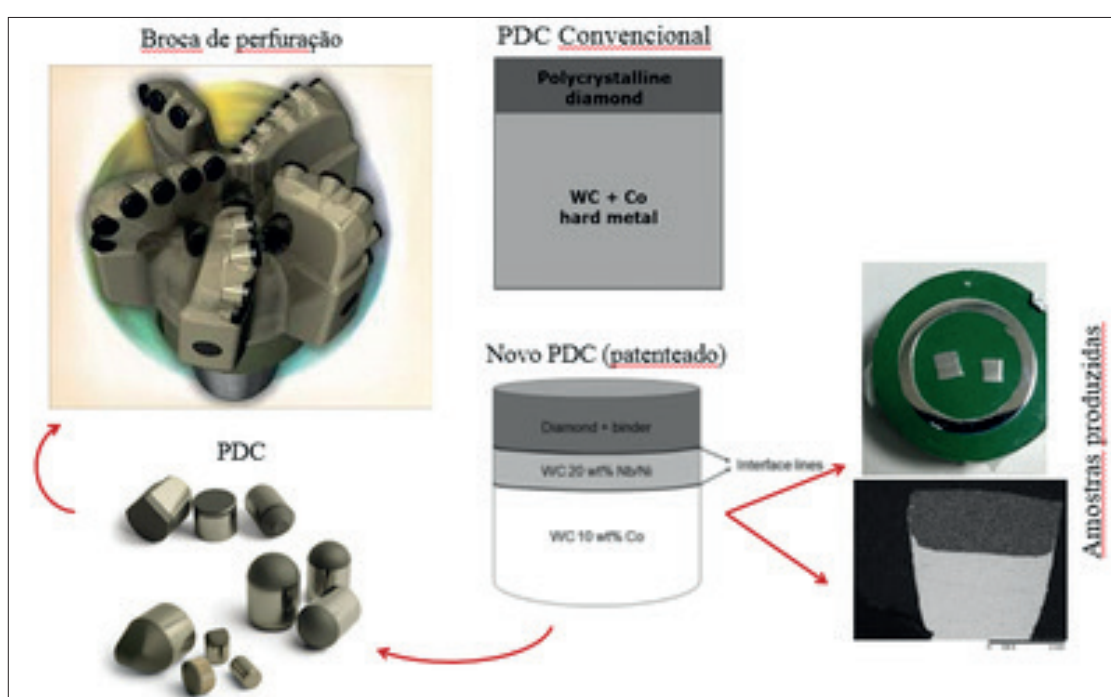 Broca de perfuração
PDC Convencional
Polycrystalline
diamond
WC + Co
hard metal
Novo PDC (patenteado)
Diamond + binder
WC 20 wt% Nb/Ni
Interface lines
WC 10 wt% Co
PDC
Amostras produzidas